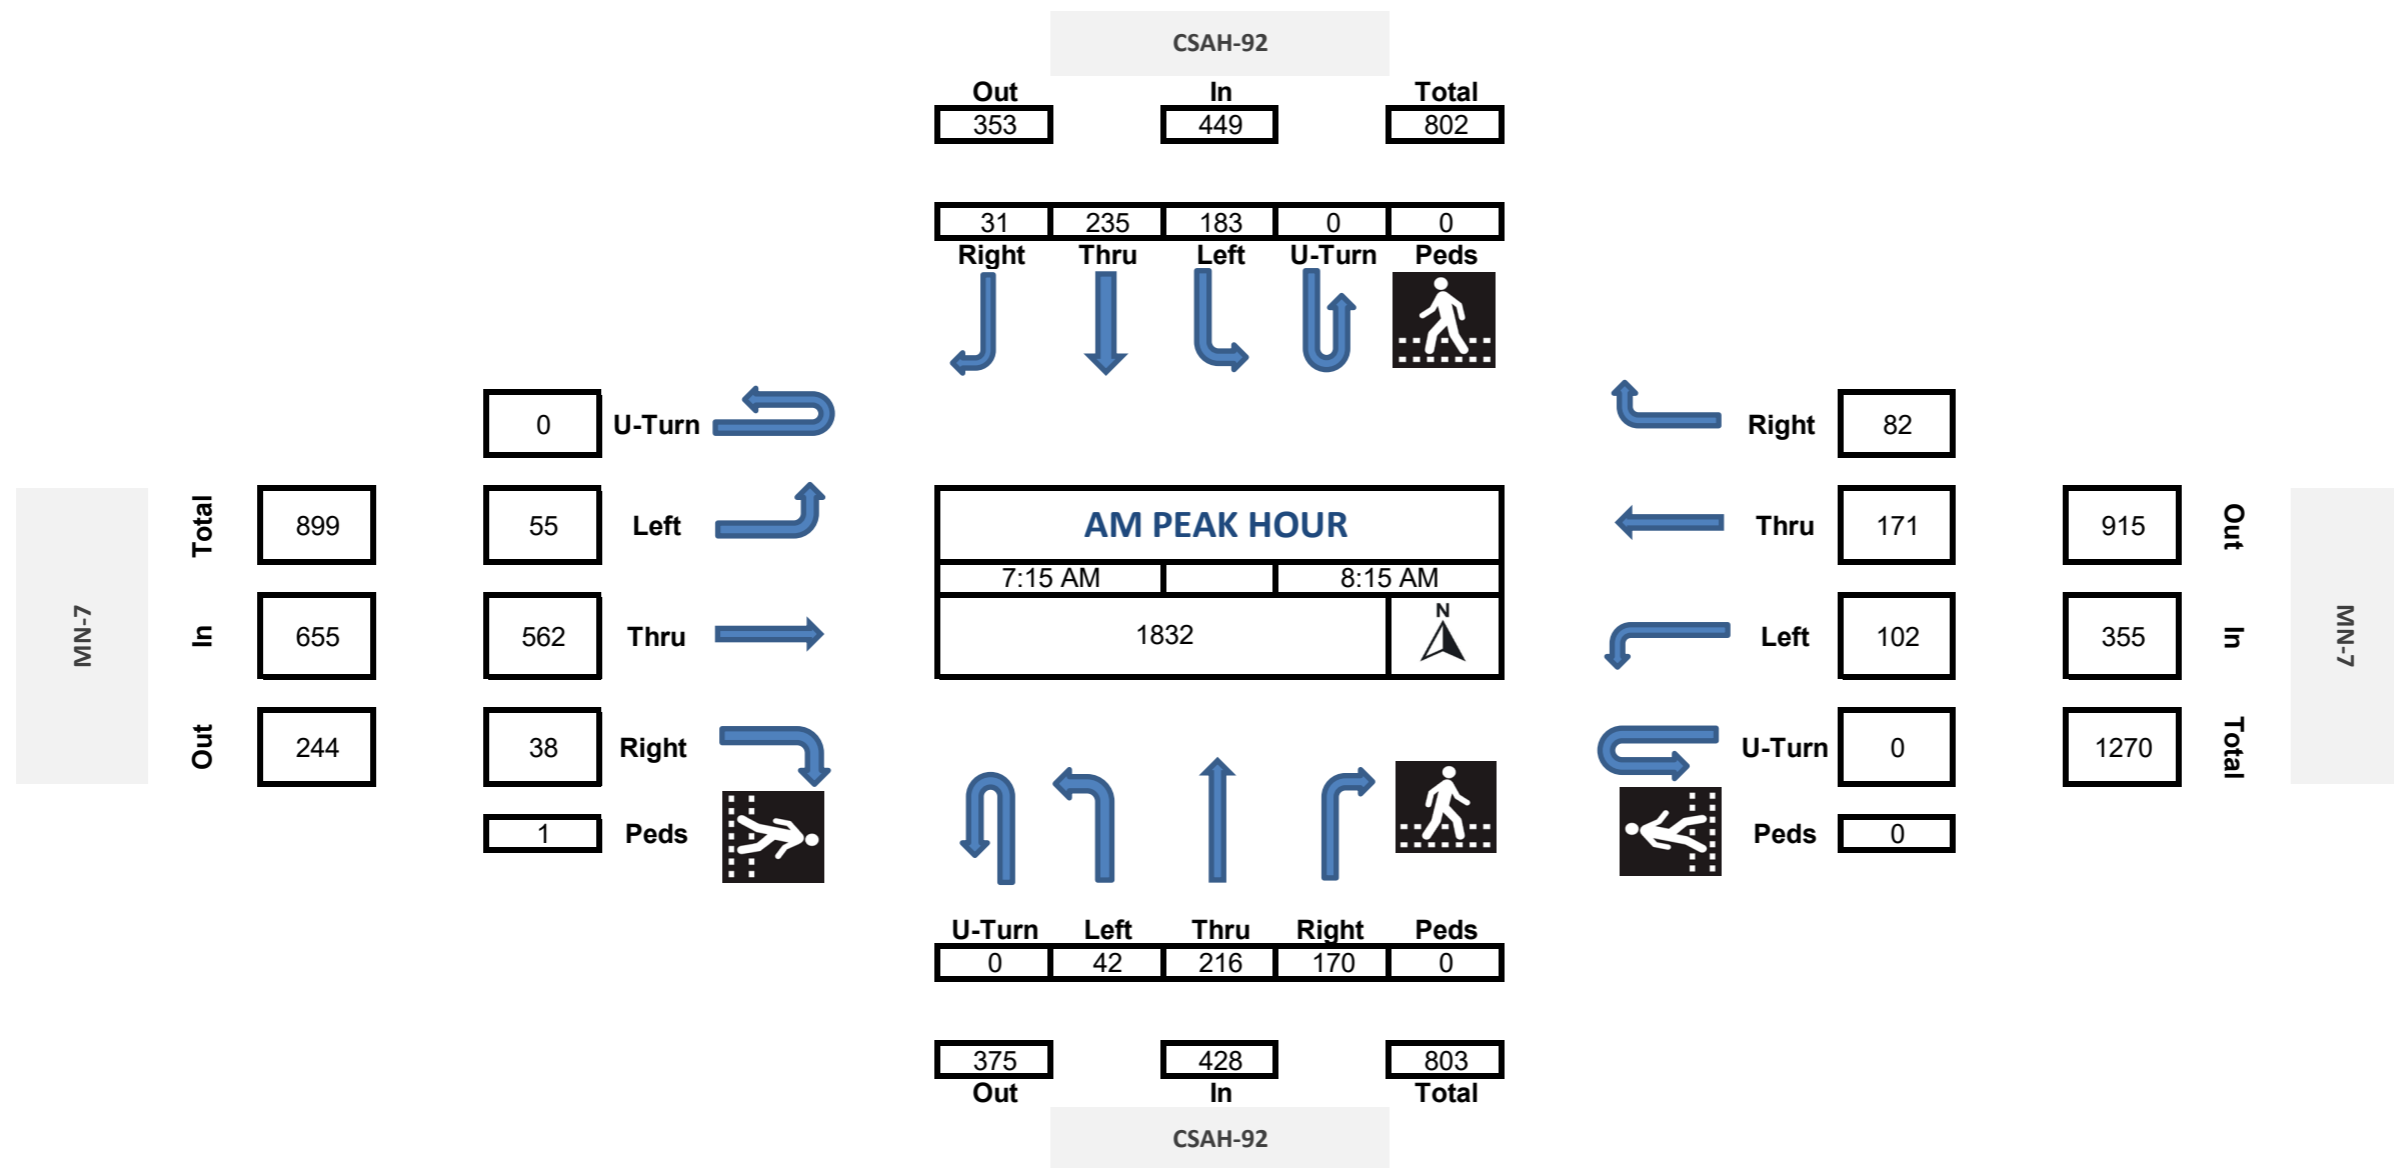 CSAH-92
Out In Total
353 449 802
31 235 183 0 0
Right Thru Left U-Turn Peds
0 U-Turn
Right 82
Total 899 55 Left
AM PEAK HOUR
Thru 171 915 Out
7:15 AM 8:15 AM
MN-7
In 655 562 Thru
1832
N
Left 102 355 In
MN-7
Out 244 38 Right
U-Turn 0 1270 Total
1 Peds
Peds 0
U-Turn Left Thru Right Peds
0 42 216 170 0
375 428 803
Out In Total
CSAH-92